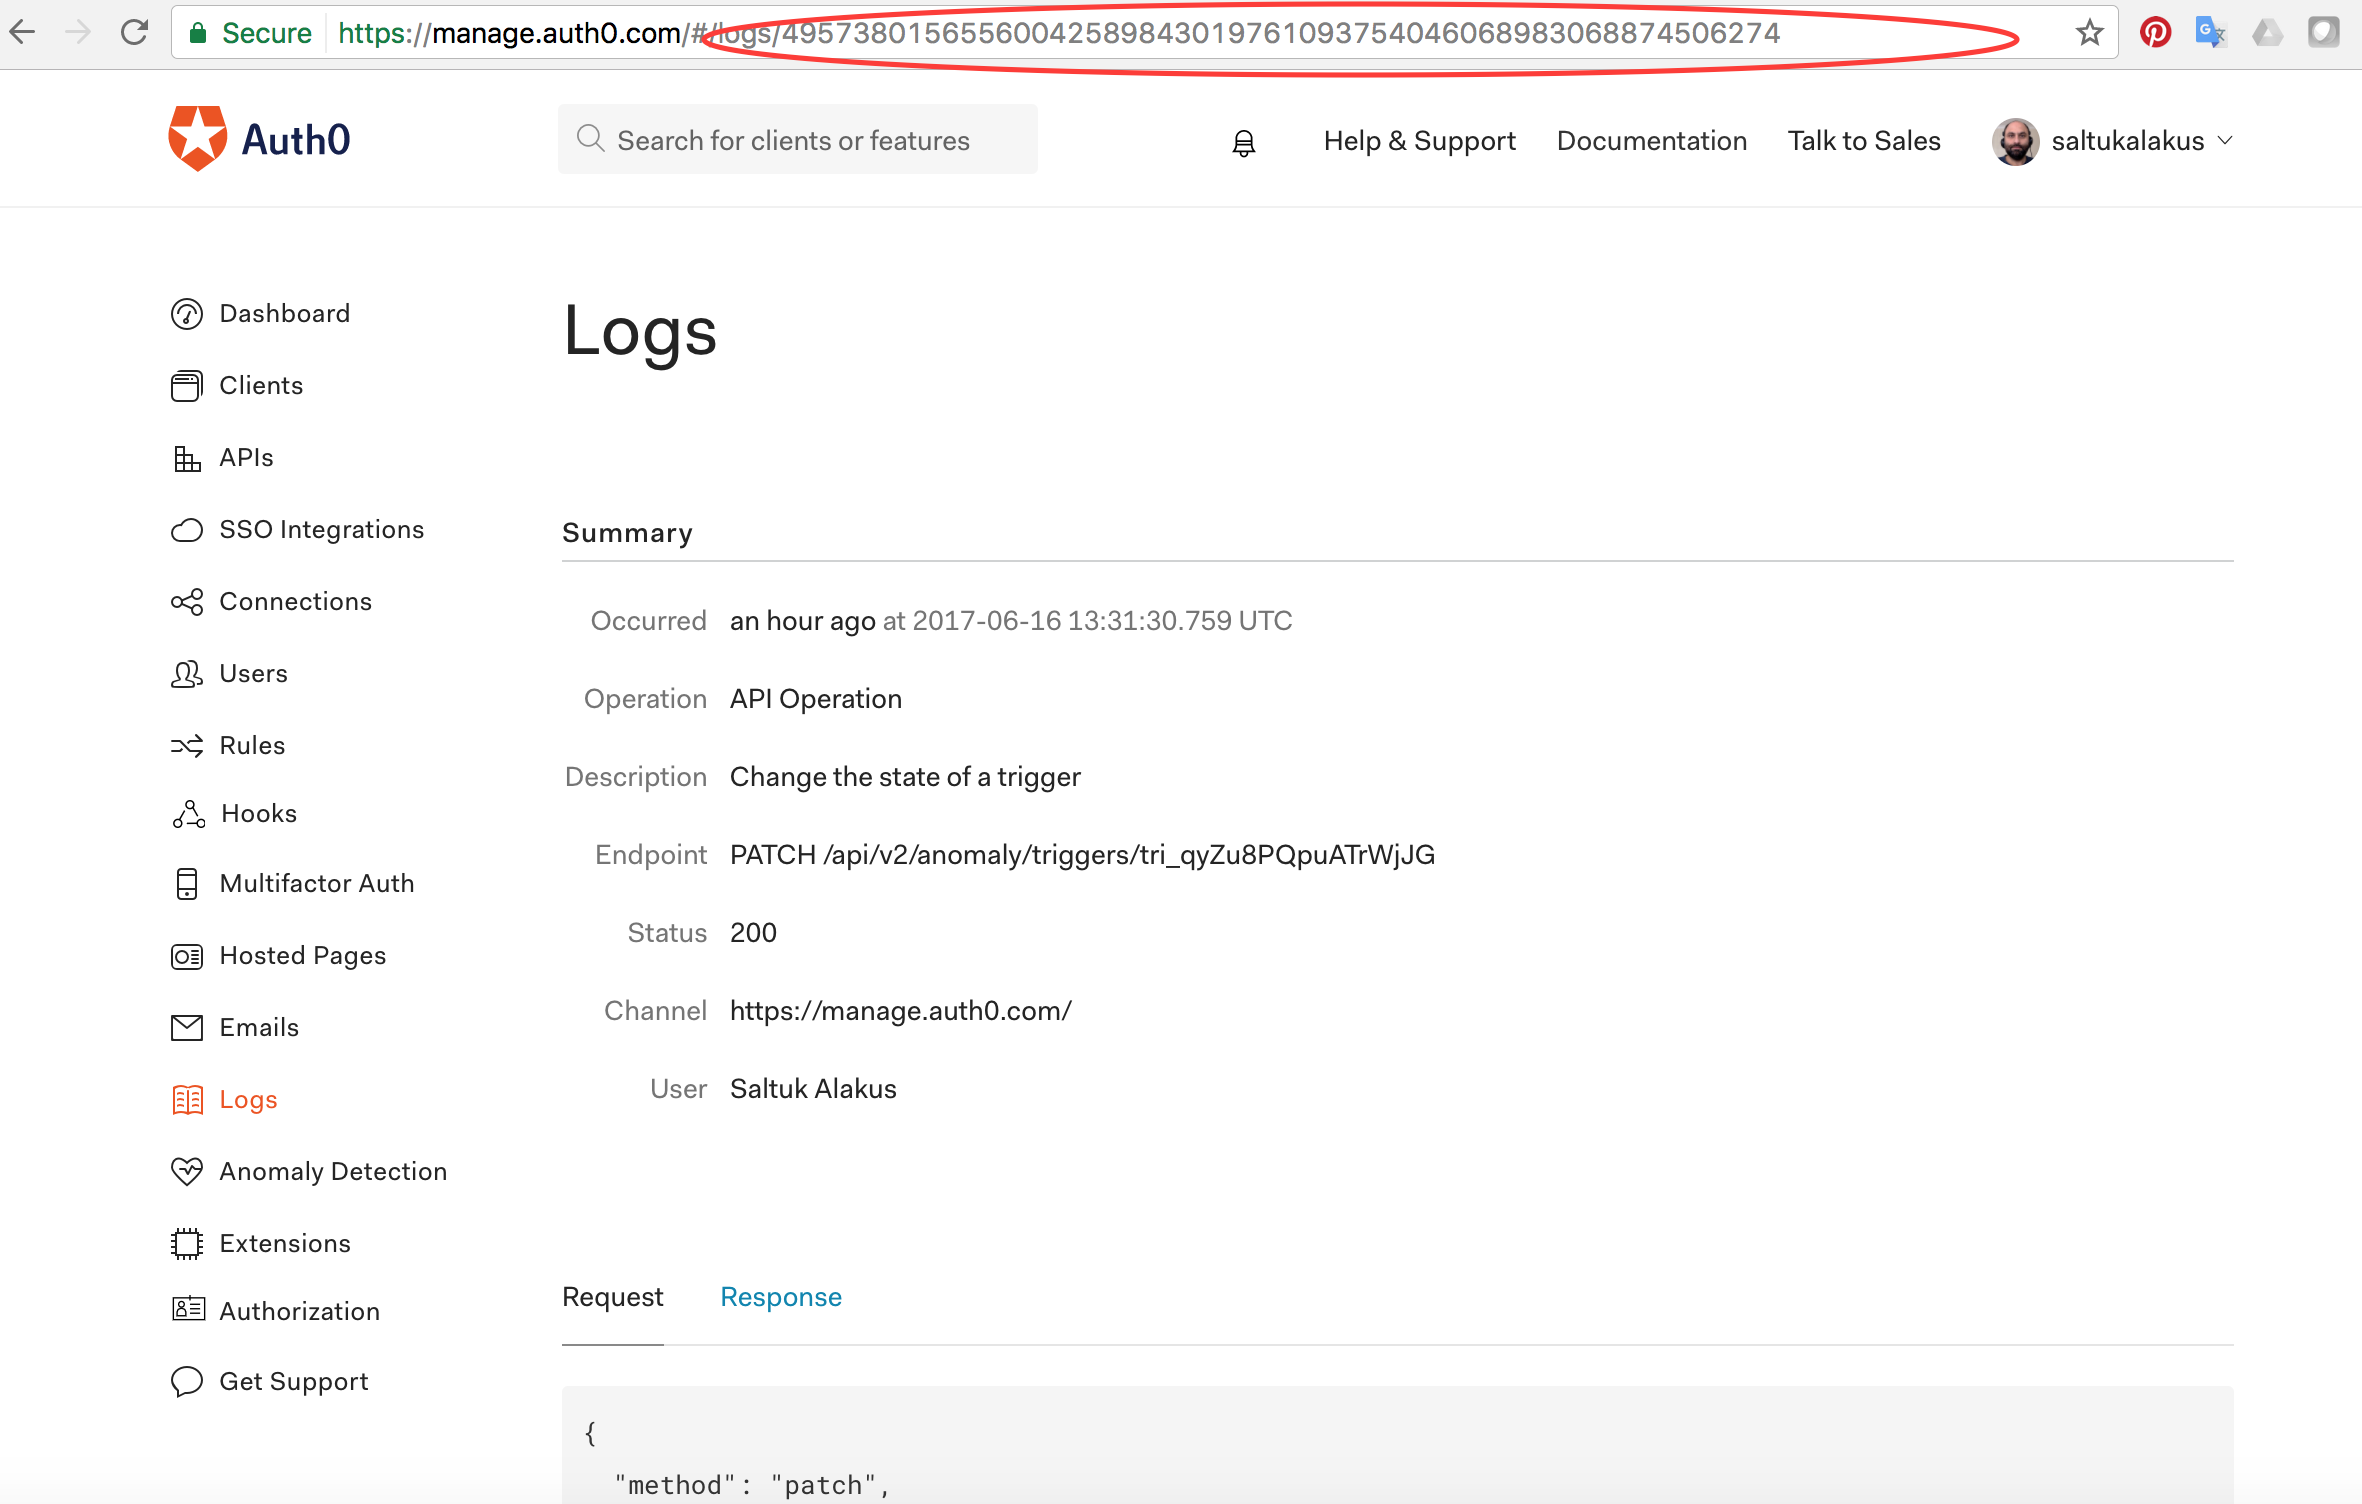 Secure https://manage.auth0.com/#/logs/49573801565560042589843019761093754046068983068874506274
Auth0
Search for clients or features
Help & Support
Documentation
Talk to Sales
saltukalakus
Dashboard
Clients
APIs
SSO Integrations
Connections
Users
Rules
Hooks
Multifactor Auth
Hosted Pages
Emails
Logs
Anomaly Detection
Extensions
Authorization
Get Support
Logs
Summary
Occurred an hour ago at 2017-06-16 13:31:30.759 UTC
Operation API Operation
Description Change the state of a trigger
Endpoint PATCH /api/v2/anomaly/triggers/tri_qyZu8PQpuATrWjJG
Status 200
Channel https://manage.auth0.com/
User Saltuk Alakus
Request Response
{
"method": "patch",